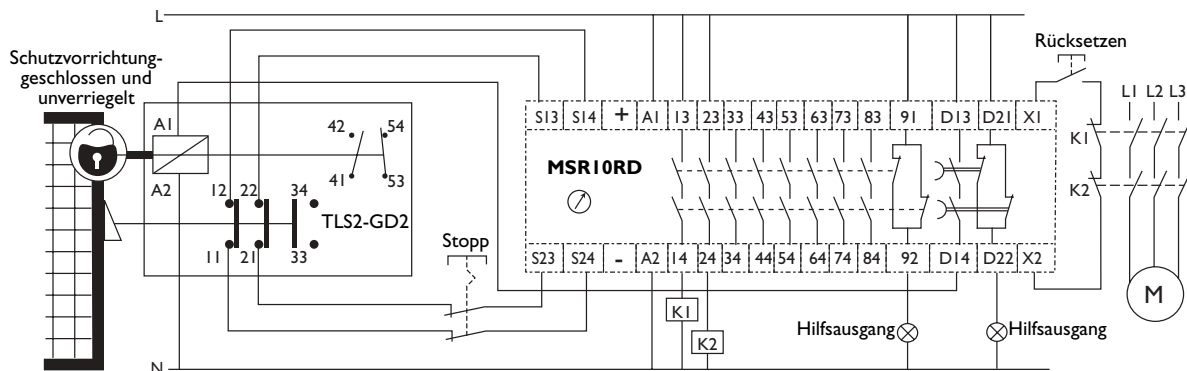 L
Schutzvorrichtung-
geschlossen und
unverriegelt
Rücksetzen
A1
A2
42 54
41 53
12 22 34
11 21 33
TLS2-GD2
Stopp
S13 S14 + A1 13 23 33 43 53 63 73 83 91 D13 D21 X1
MSR10RD
S23 S24 - A2 14 24 34 44 54 64 74 84 92 D14 D22 X2
L1 L2 L3
K1
K2
K1
K2
Hilfsausgang
Hilfsausgang
M
N